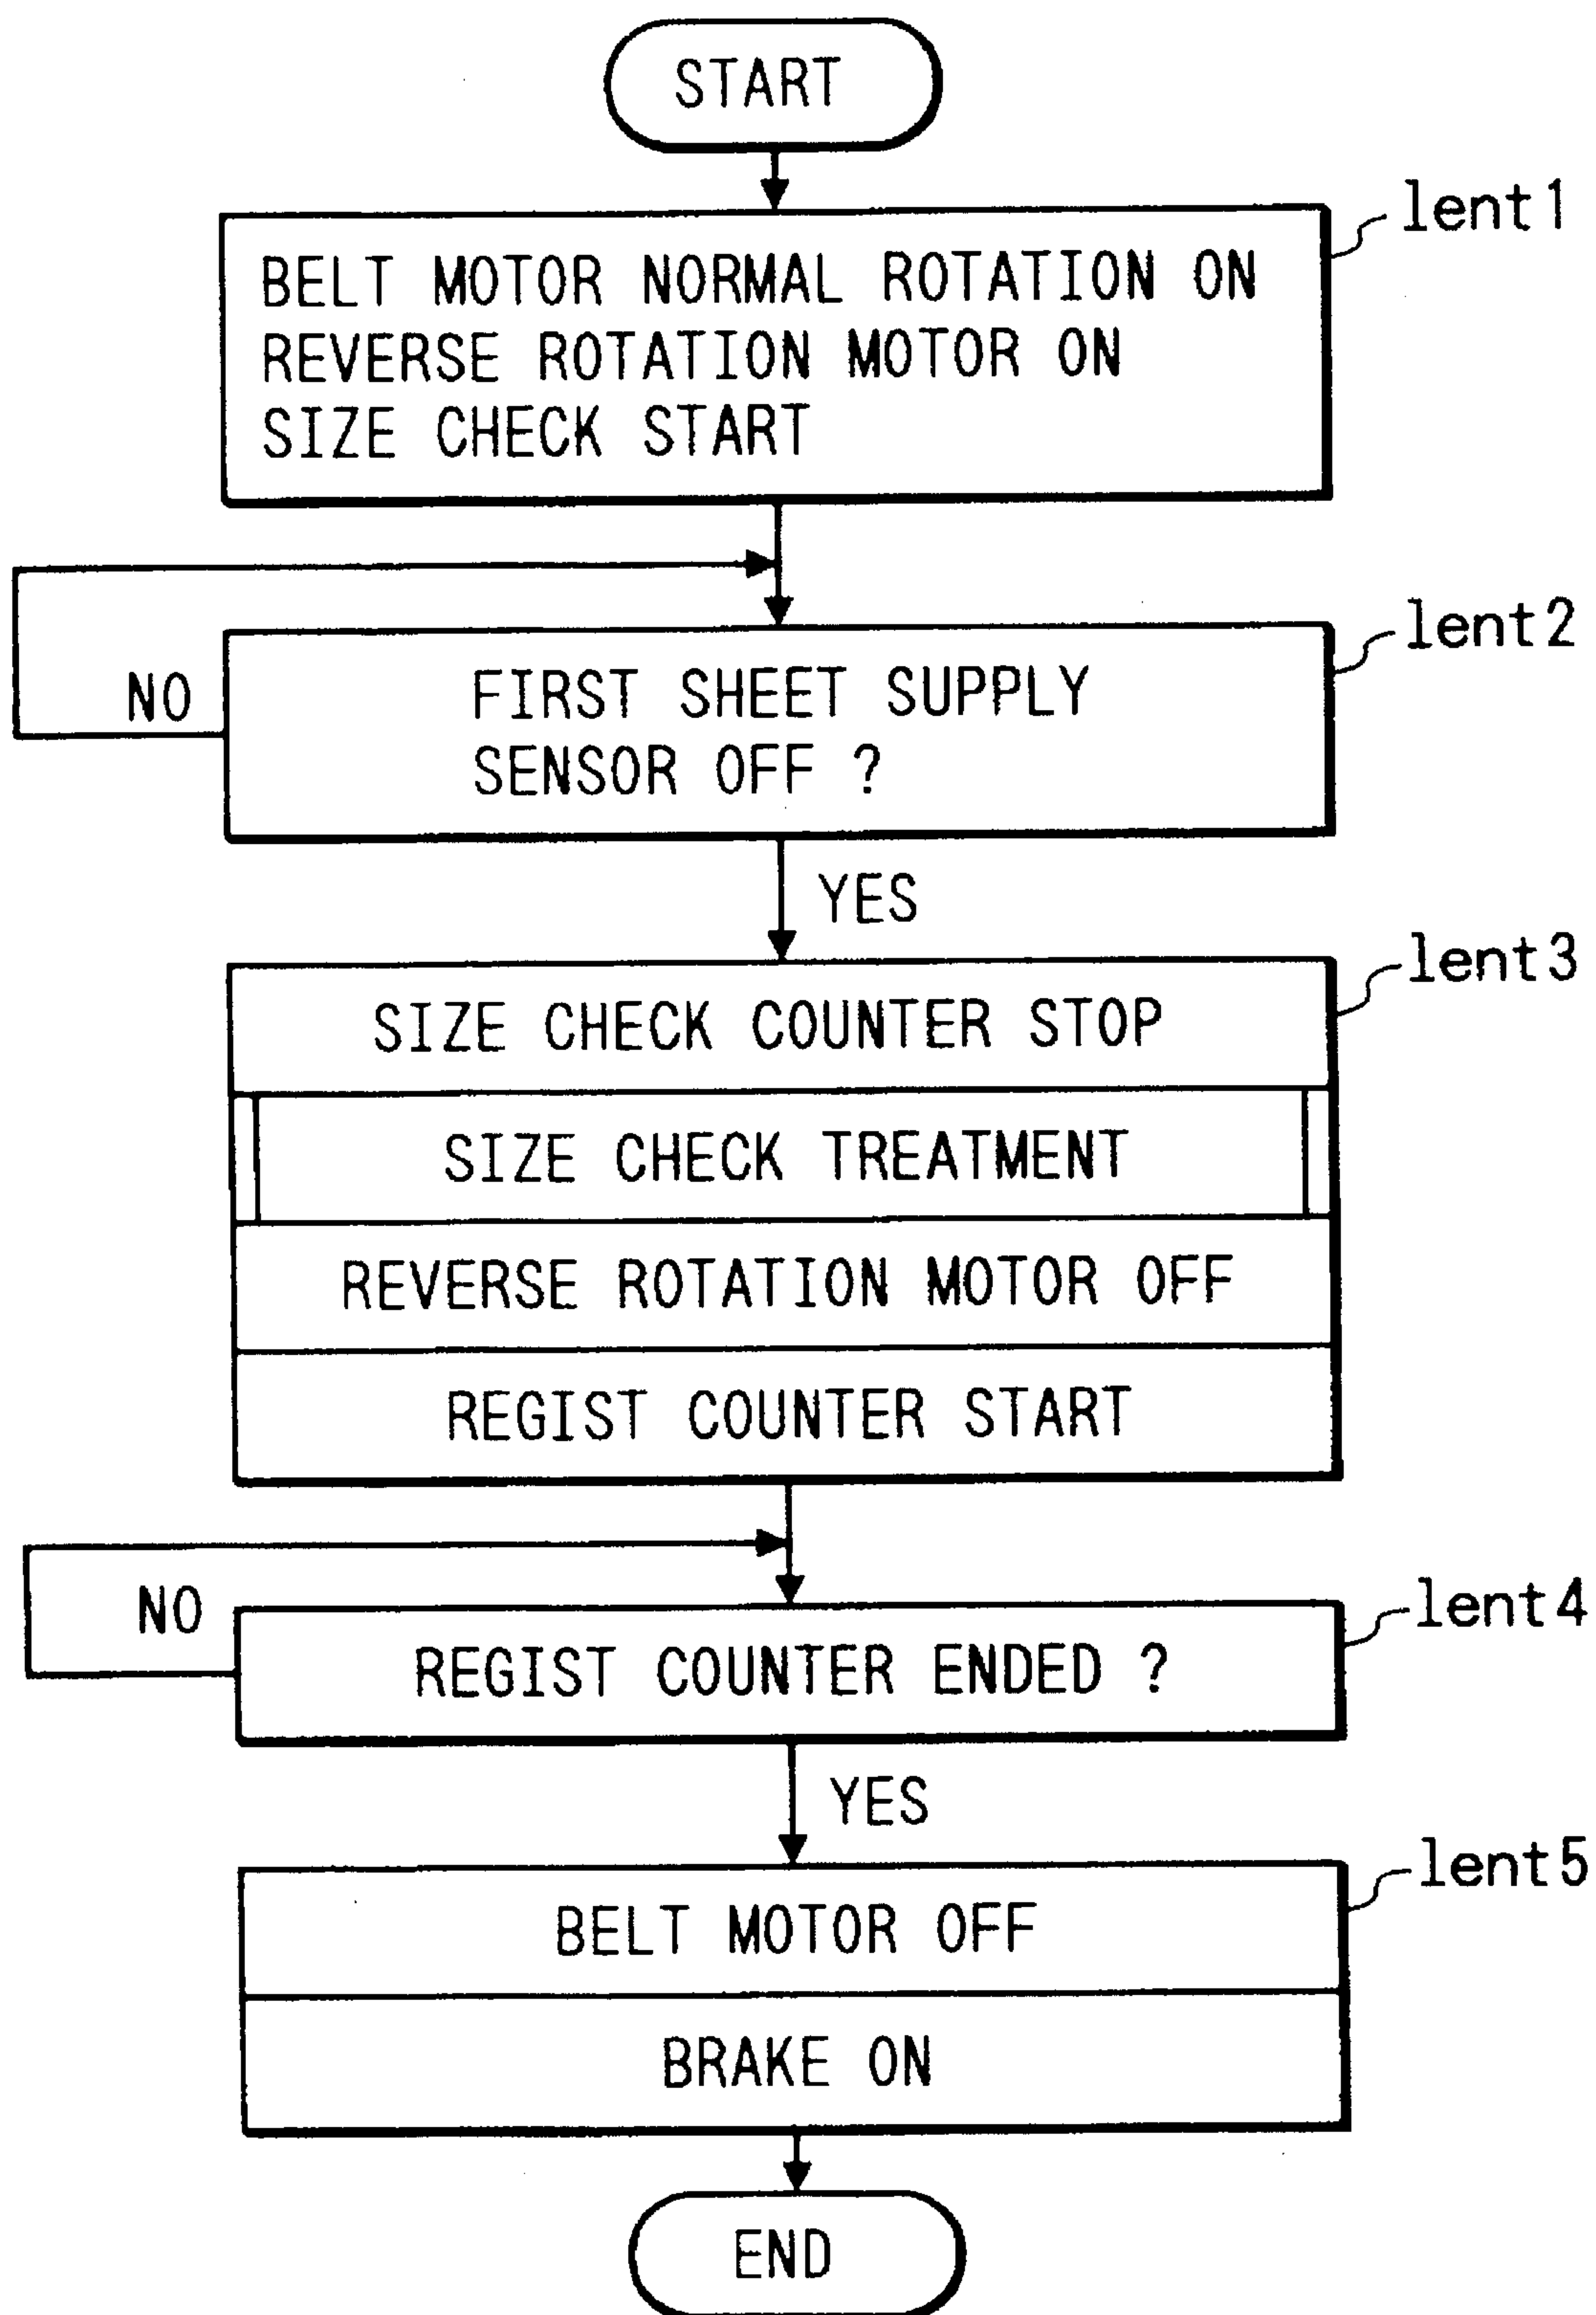 START
lent1
BELT MOTOR NORMAL ROTATION ON
REVERSE ROTATION MOTOR ON
SIZE CHECK START
lent2
NO
FIRST SHEET SUPPLY
SENSOR OFF ?
YES
lent3
SIZE CHECK COUNTER STOP
SIZE CHECK TREATMENT
REVERSE ROTATION MOTOR OFF
REGIST COUNTER START
NO
lent4
REGIST COUNTER ENDED ?
YES
lent5
BELT MOTOR OFF
BRAKE ON
END